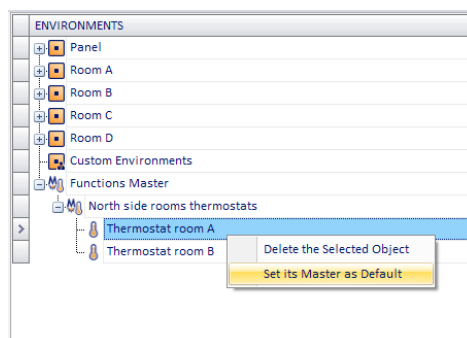 ENVIRONMENTS
Panel
Room A
Room B
Room C
Room D
Custom Environments
Functions Master
North side rooms thermostats
Thermostat room A
Thermostat room B
Delete the Selected Object
Set its Master as Default